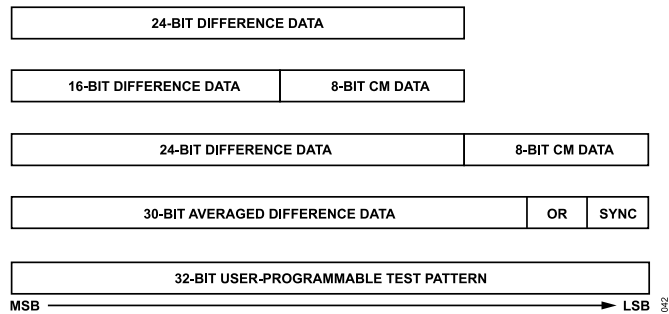 24-BIT DIFFERENCE DATA
16-BIT DIFFERENCE DATA 8-BIT CM DATA
24-BIT DIFFERENCE DATA 8-BIT CM DATA
30-BIT AVERAGED DIFFERENCE DATA OR SYNC
32-BIT USER-PROGRAMMABLE TEST PATTERN
MSB LSB
042